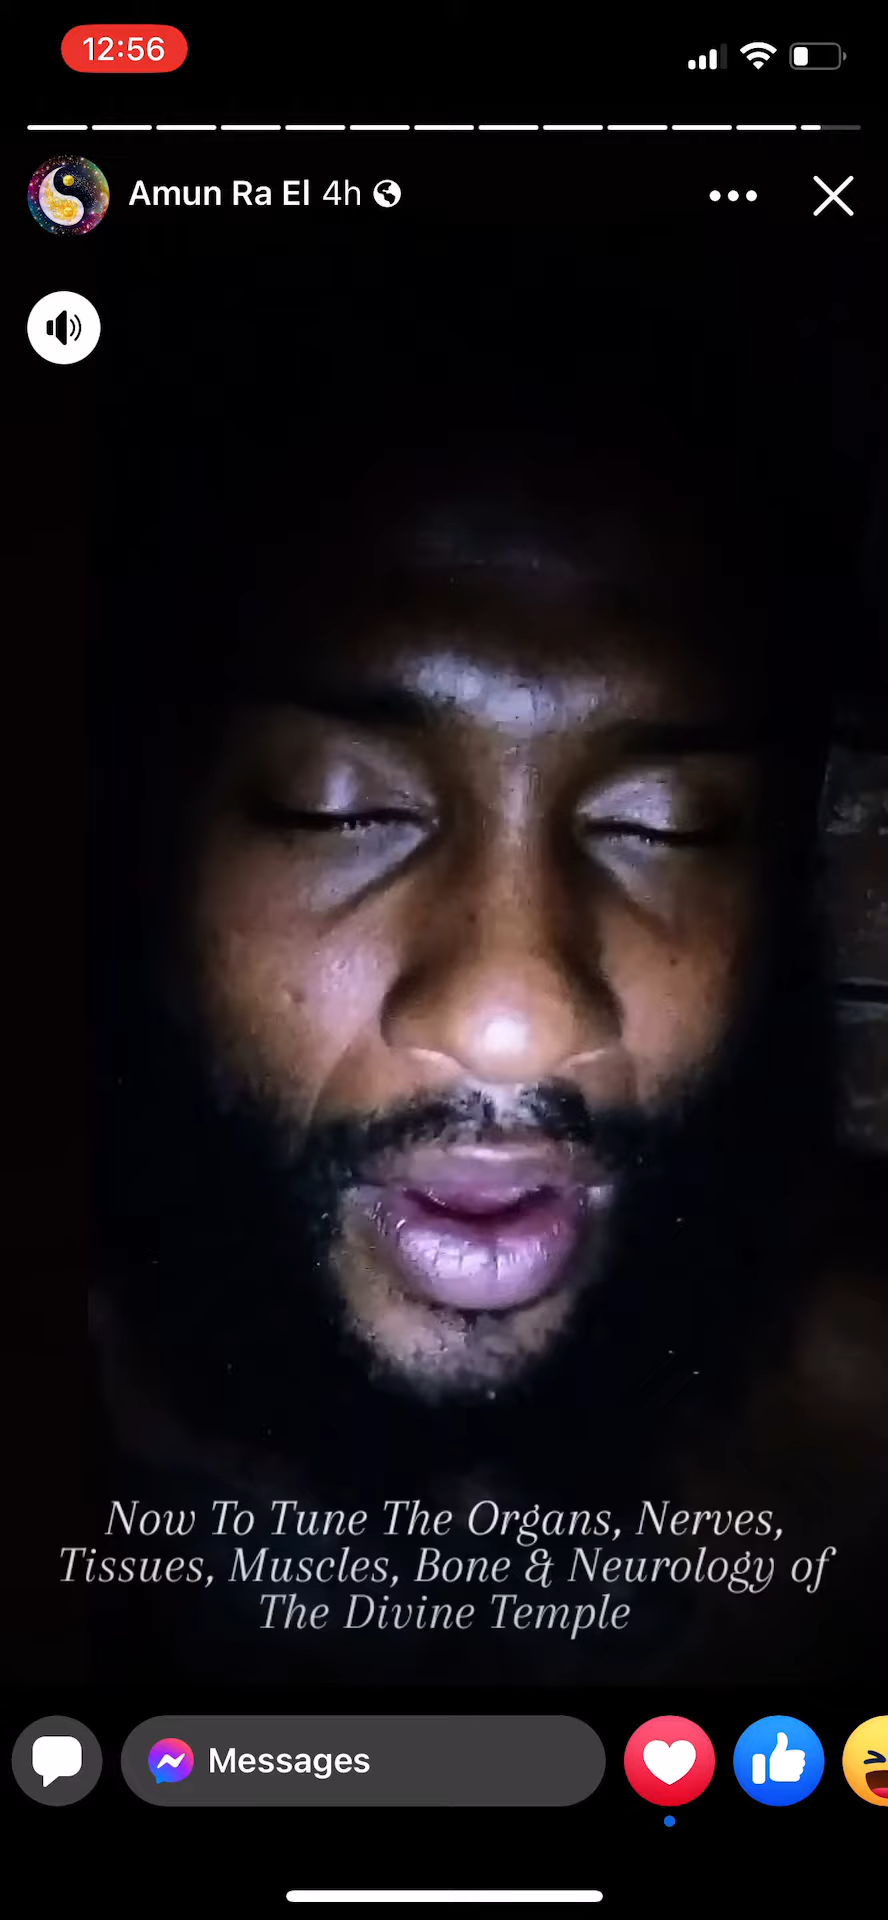 12:56
Amun Ra El 4h
Now To Tune The Organs, Nerves,
Tissues, Muscles, Bone & Neurology of
The Divine Temple
Messages